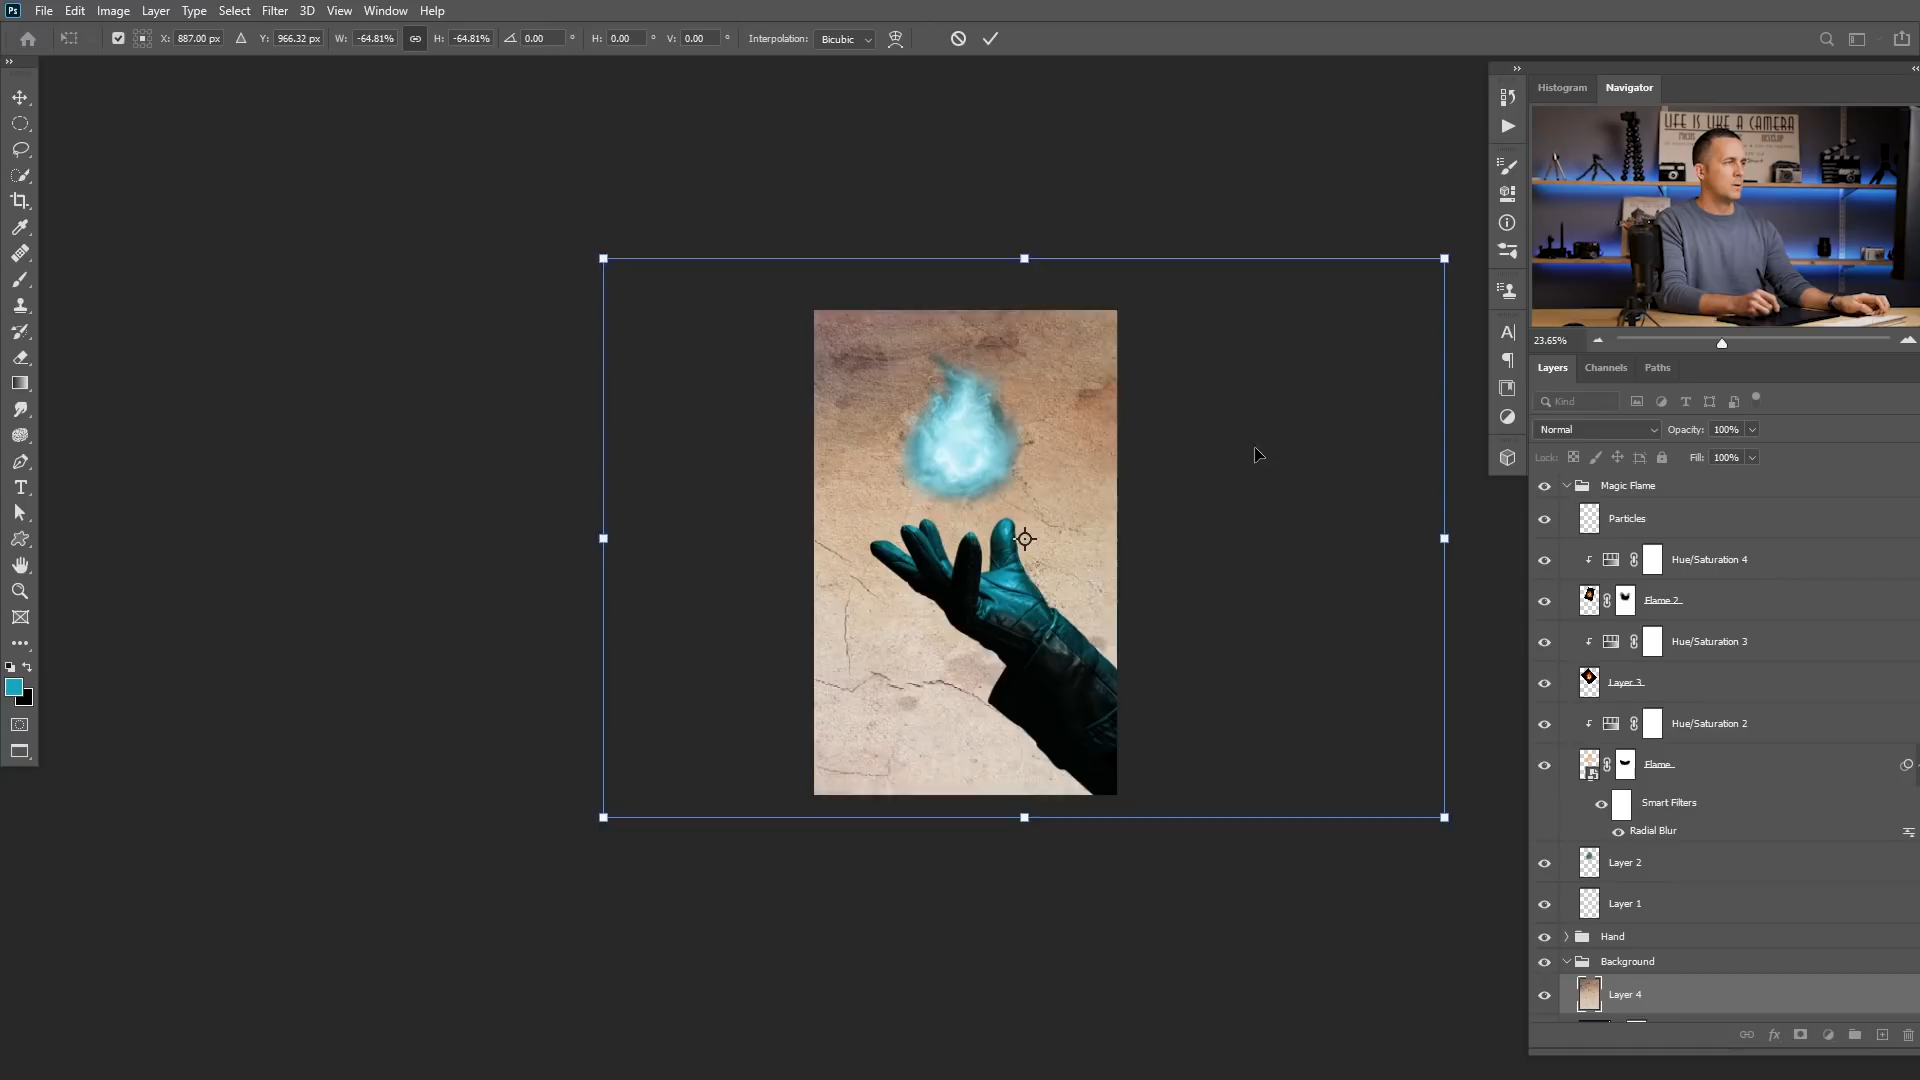 Ps File Edit Image Layer Type Select Filter 3D View Window Help
X: 887.00 px Y: 966.32 px W: -64.81% H: -64.81% 0.00 ° H: 0.00 ° V: 0.00 ° Interpolation: Bicubic
Histogram Navigator
LIFE IS LIKE A CAMERA
23.65%
Layers Channels Paths
Kind
Normal Opacity: 100%
Lock: Fill: 100%
Magic Flame
Particles
Hue/Saturation 4
Flame 2
Hue/Saturation 3
Layer 3
Hue/Saturation 2
Flame
Smart Filters
Radial Blur
Layer 2
Layer 1
Hand
Background
Layer 4